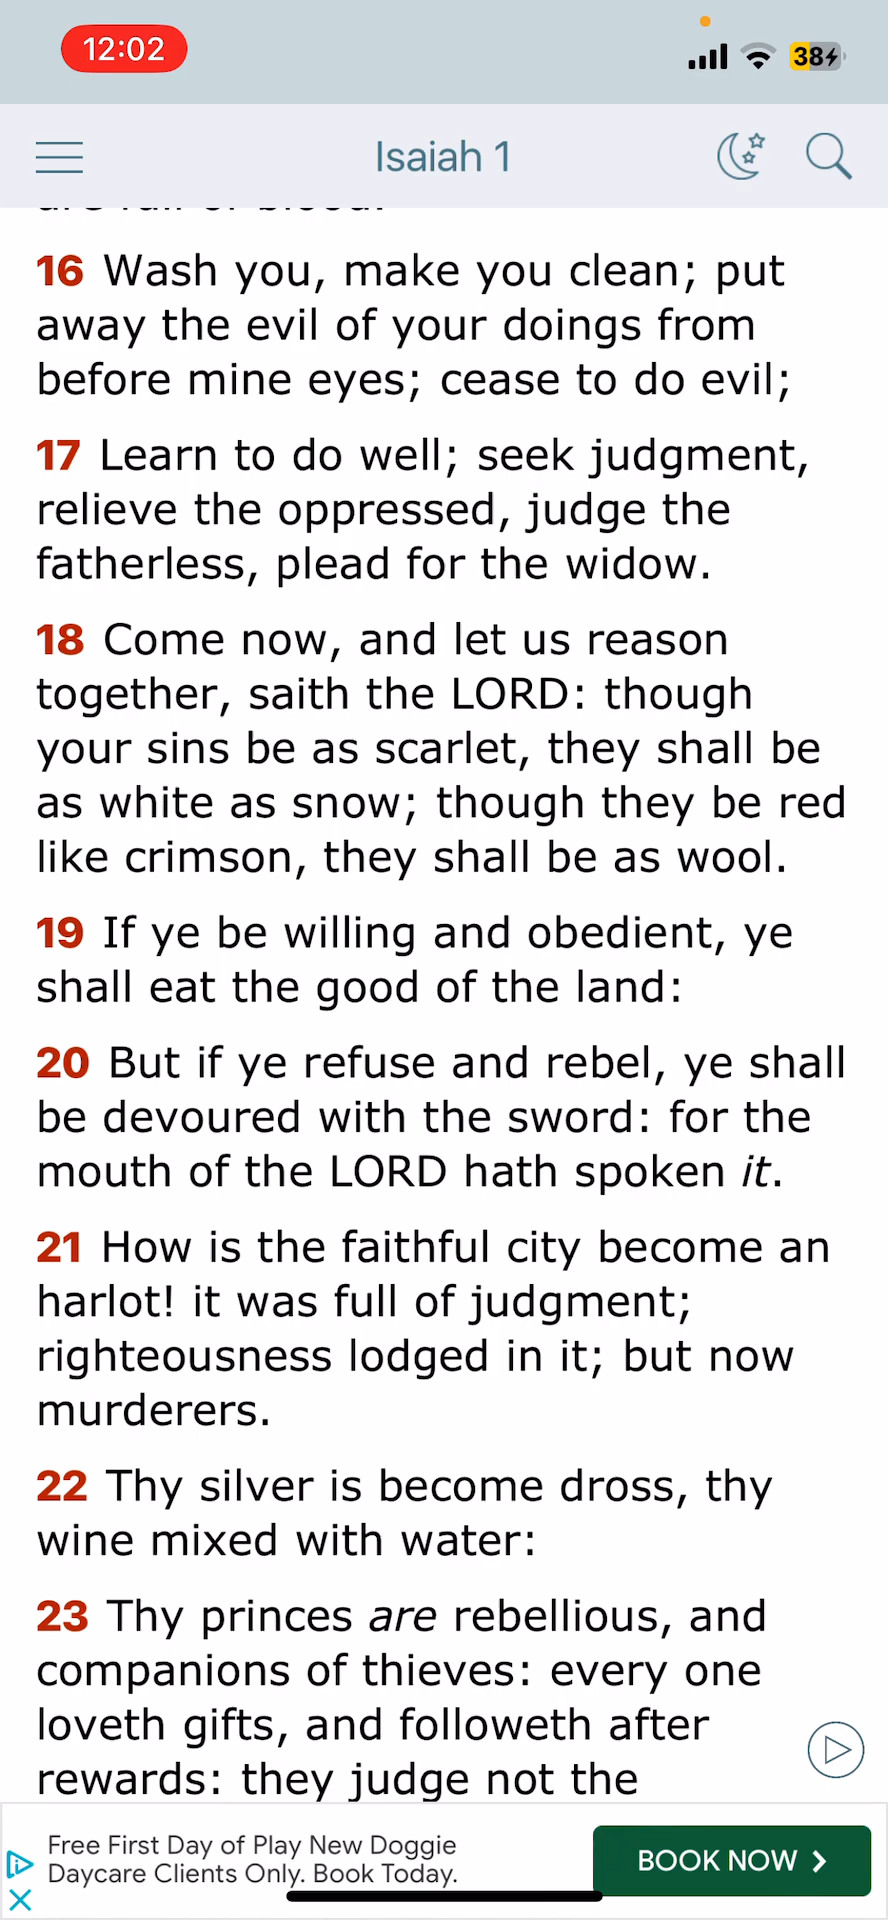 12:02
38
Isaiah 1
are full of blood.
16 Wash you, make you clean; put
away the evil of your doings from
before mine eyes; cease to do evil;
17 Learn to do well; seek judgment,
relieve the oppressed, judge the
fatherless, plead for the widow.
18 Come now, and let us reason
together, saith the LORD: though
your sins be as scarlet, they shall be
as white as snow; though they be red
like crimson, they shall be as wool.
19 If ye be willing and obedient, ye
shall eat the good of the land:
20 But if ye refuse and rebel, ye shall
be devoured with the sword: for the
mouth of the LORD hath spoken it.
21 How is the faithful city become an
harlot! it was full of judgment;
righteousness lodged in it; but now
murderers.
22 Thy silver is become dross, thy
wine mixed with water:
23 Thy princes are rebellious, and
companions of thieves: every one
loveth gifts, and followeth after
rewards: they judge not the
Free First Day of Play New Doggie
Daycare Clients Only. Book Today.
BOOK NOW